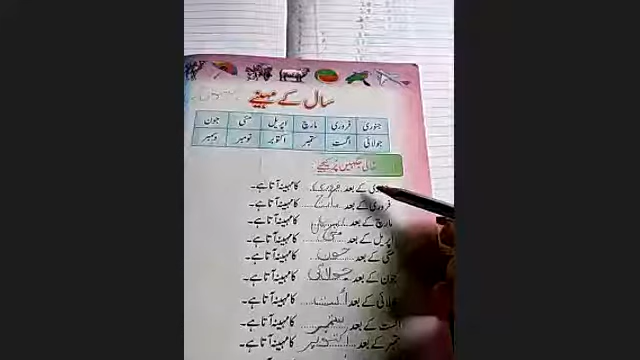 سال کے مہینے
جنوری فروری مارچ اپریل مئی جون
جولائی اگست ستمبر اکتوبر نومبر دسمبر
خالی جگہیں پُر کیجیے
کے بعد فروری کا مہینہ آتا ہے۔
فروری کے بعد مارچ کا مہینہ آتا ہے۔
مارچ کے بعد اپریل کا مہینہ آتا ہے۔
اپریل کے بعد مئی کا مہینہ آتا ہے۔
مئی کے بعد جون کا مہینہ آتا ہے۔
جون کے بعد جولائی کا مہینہ آتا ہے۔
جولائی کے بعد اگست کا مہینہ آتا ہے۔
اگست کے بعد ستمبر کا مہینہ آتا ہے۔
ستمبر کے بعد اکتوبر کا مہینہ آتا ہے۔